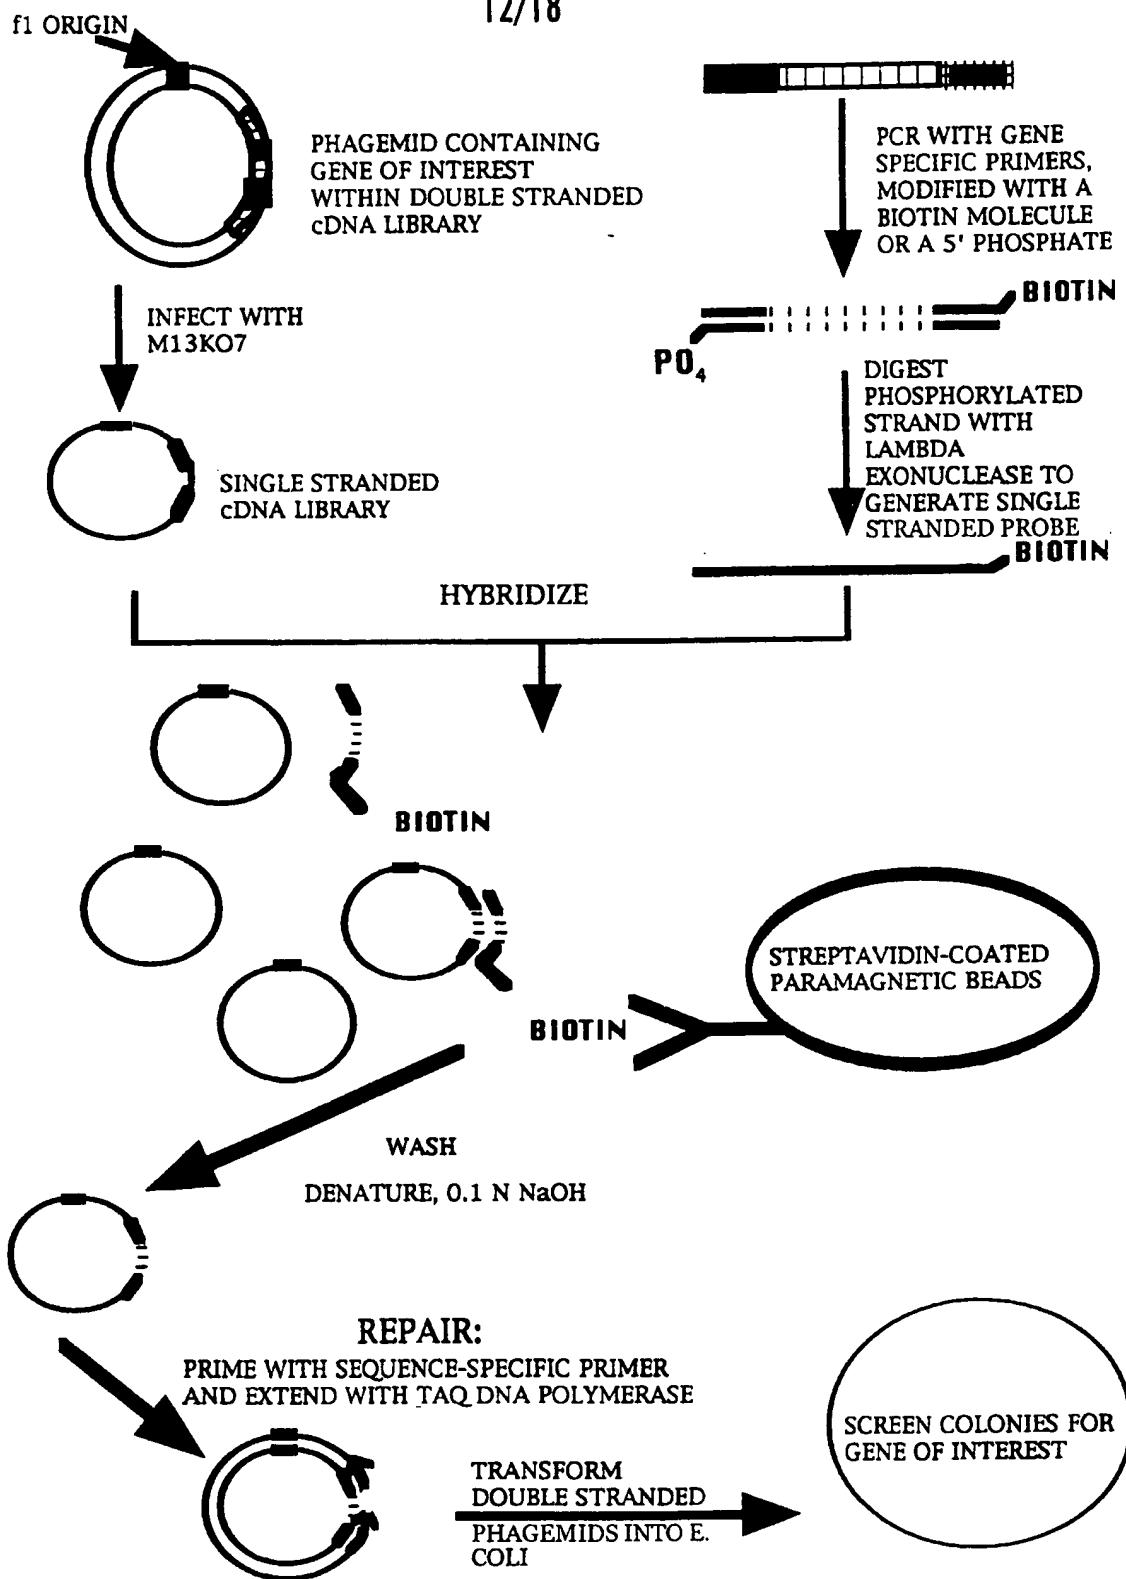 12/18
f1 ORIGIN
PHAGEMID CONTAINING
GENE OF INTEREST
WITHIN DOUBLE STRANDED
cDNA LIBRARY
INFECT WITH
M13KO7
SINGLE STRANDED
cDNA LIBRARY
PCR WITH GENE
SPECIFIC PRIMERS,
MODIFIED WITH A
BIOTIN MOLECULE
OR A 5' PHOSPHATE
BIOTIN
PO4
DIGEST
PHOSPHORYLATED
STRAND WITH
LAMBDA
EXONUCLEASE TO
GENERATE SINGLE
STRANDED PROBE
BIOTIN
HYBRIDIZE
BIOTIN
STREPTAVIDIN-COATED
PARAMAGNETIC BEADS
BIOTIN
WASH
DENATURE, 0.1 N NaOH
REPAIR:
PRIME WITH SEQUENCE-SPECIFIC PRIMER
AND EXTEND WITH TAQ DNA POLYMERASE
TRANSFORM
DOUBLE STRANDED
PHAGEMIDS INTO E.
COLI
SCREEN COLONIES FOR
GENE OF INTEREST